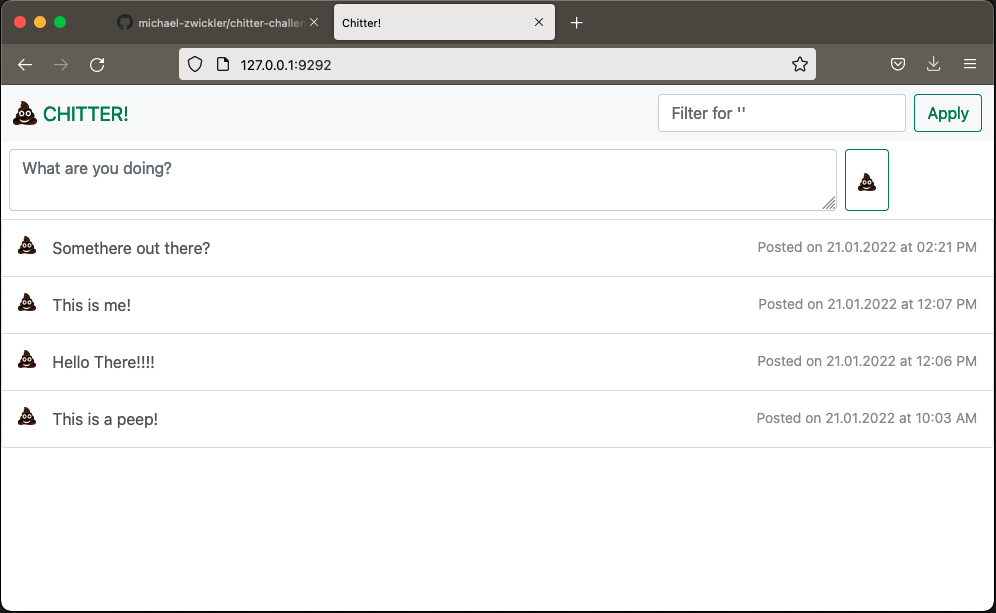 michael-zwickler/chitter-challen
Chitter!
127.0.0.1:9292
CHITTER!
Filter for ''
Apply
What are you doing?
Somethere out there?
Posted on 21.01.2022 at 02:21 PM
This is me!
Posted on 21.01.2022 at 12:07 PM
Hello There!!!!
Posted on 21.01.2022 at 12:06 PM
This is a peep!
Posted on 21.01.2022 at 10:03 AM